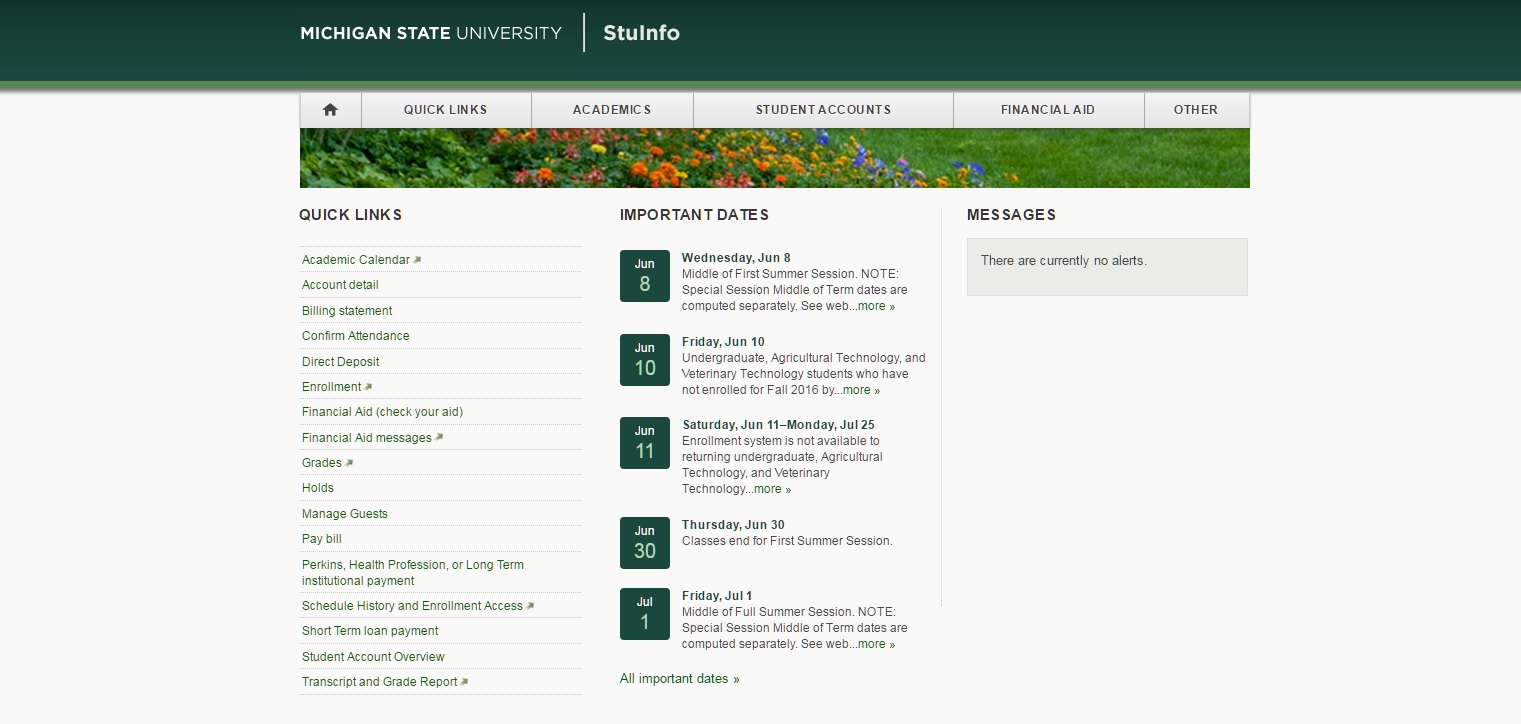 MICHIGAN STATE UNIVERSITY StuInfo
QUICK LINKS ACADEMICS STUDENT ACCOUNTS FINANCIAL AID OTHER
QUICK LINKS
Academic Calendar
Account detail
Billing statement
Confirm Attendance
Direct Deposit
Enrollment
Financial Aid (check your aid)
Financial Aid messages
Grades
Holds
Manage Guests
Pay bill
Perkins, Health Profession, or Long Term
institutional payment
Schedule History and Enrollment Access
Short Term loan payment
Student Account Overview
Transcript and Grade Report
IMPORTANT DATES
Jun
8
Wednesday, Jun 8
Middle of First Summer Session. NOTE:
Special Session Middle of Term dates are
computed separately. See web...more »
Jun
10
Friday, Jun 10
Undergraduate, Agricultural Technology, and
Veterinary Technology students who have
not enrolled for Fall 2016 by...more »
Jun
11
Saturday, Jun 11–Monday, Jul 25
Enrollment system is not available to
returning undergraduate, Agricultural
Technology, and Veterinary
Technology...more »
Jun
30
Thursday, Jun 30
Classes end for First Summer Session.
Jul
1
Friday, Jul 1
Middle of Full Summer Session. NOTE:
Special Session Middle of Term dates are
computed separately. See web...more »
All important dates »
MESSAGES
There are currently no alerts.